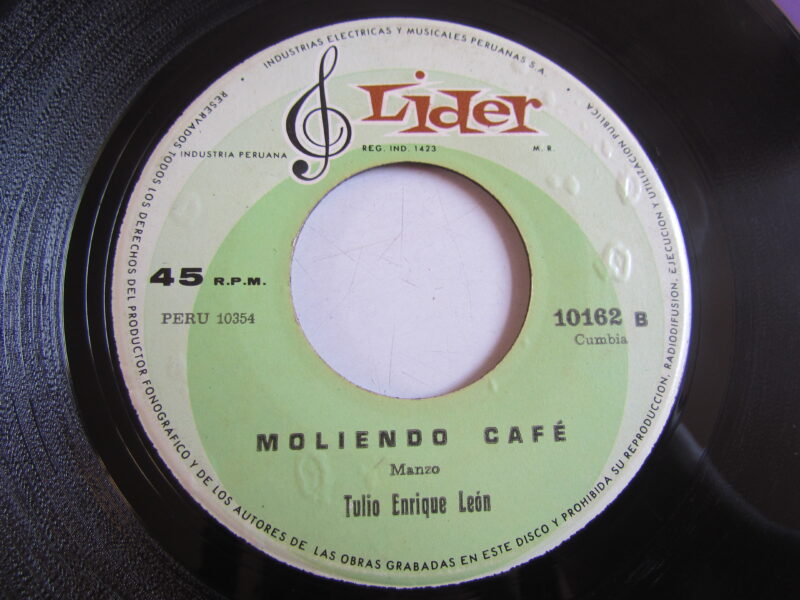 INDUSTRIAS ELECTRICAS Y MUSICALES PERUANAS S A
Lider
INDUSTRIA PERUANA
REG. IND. 1423
M. R.
45 R.P.M.
PERU 10354
10162 B
Cumbia
MOLIENDO CAFÉ
Manzo
Tulio Enrique León
RESERVADOS TODOS LOS DERECHOS DEL PRODUCTOR FONOGRAFICO Y DE LOS AUTORES DE LAS OBRAS GRABADAS EN ESTE DISCO Y PROHIBIDA SU REPRODUCCION, RADIODIFUSION, EJECUCION Y UTILIZACION PUBLICA